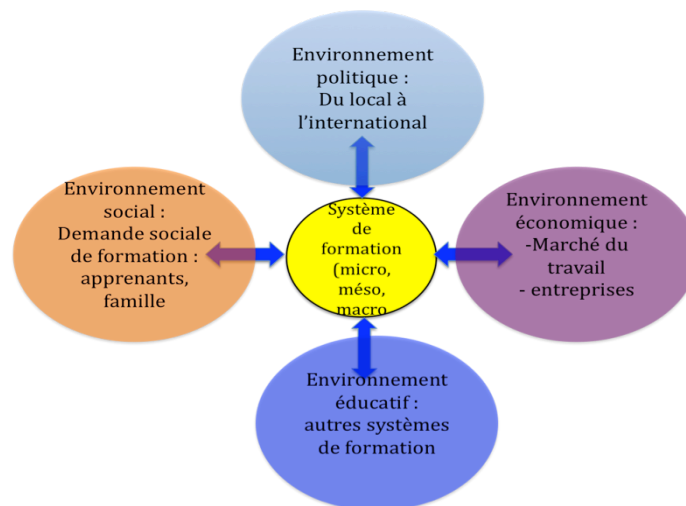 Environnement
politique :
Du local à
l'international
Environnement
social :
Demande sociale
de formation :
apprenants,
famille
Système
de
formation
(micro,
méso,
macro
Environnement
économique :
-Marché du
travail
- entreprises
Environnement
éducatif :
autres systèmes
de formation